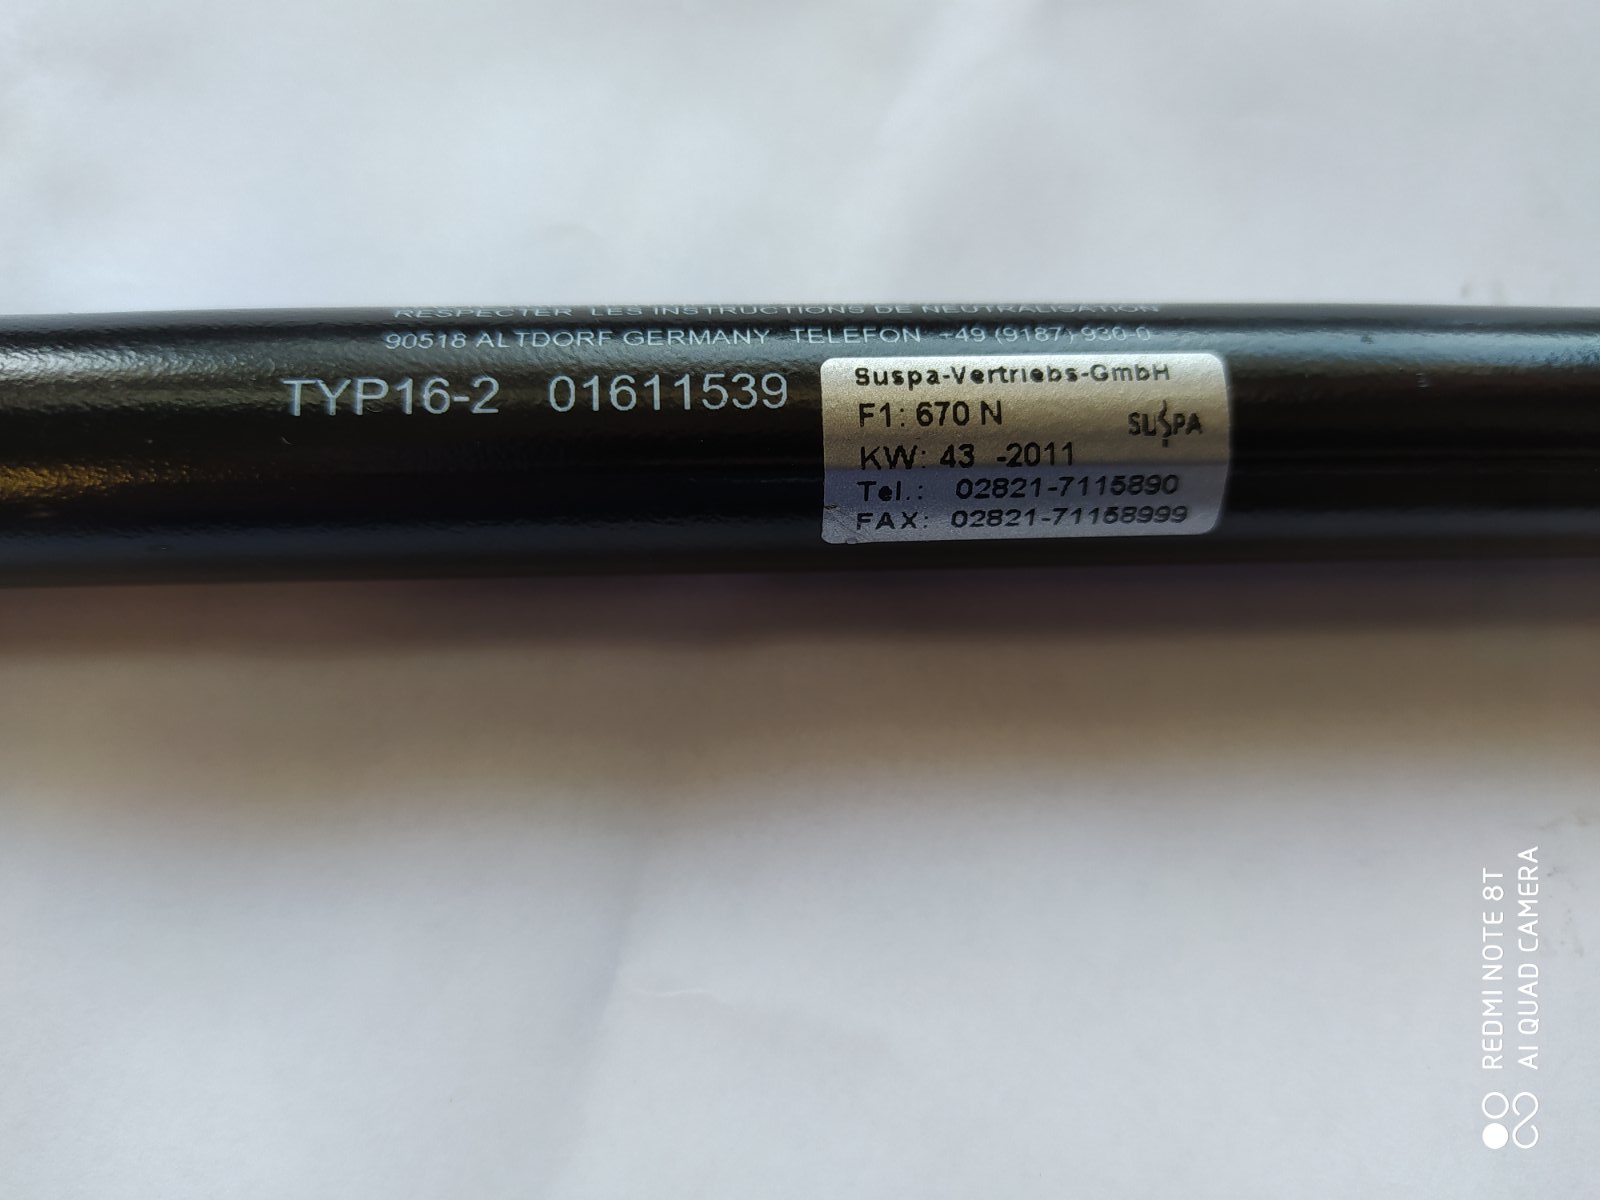 RESPECTER LES INSTRUCTIONS DE NEUTRALISATION
90518 ALTDORF GERMANY TELEFON +49 (9187) 930-0
TYP16-2 01611539
Suspa-Vertriebs-GmbH
F1: 670 N
SUSPA
KW: 43 -2011
Tel.: 02821-7115890
FAX: 02821-71158999
REDMI NOTE 8T
AI QUAD CAMERA